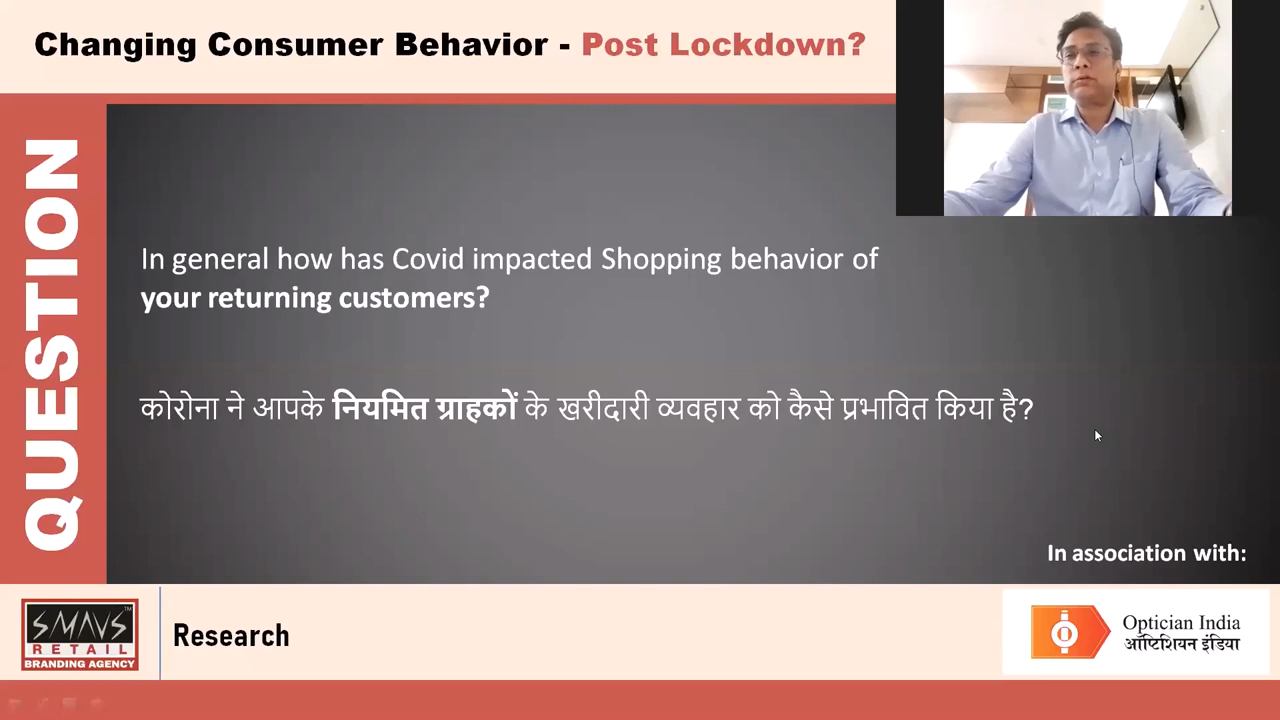 Changing Consumer Behavior - Post Lockdown?
QUESTION
In general how has Covid impacted Shopping behavior of
your returning customers?
कोरोना ने आपके नियमित ग्राहकों के खरीदारी व्यवहार को कैसे प्रभावित किया है?
In association with:
SMAVS™
RETAIL
BRANDING AGENCY
Research
Optician India
ऑप्टिशियन इंडिया